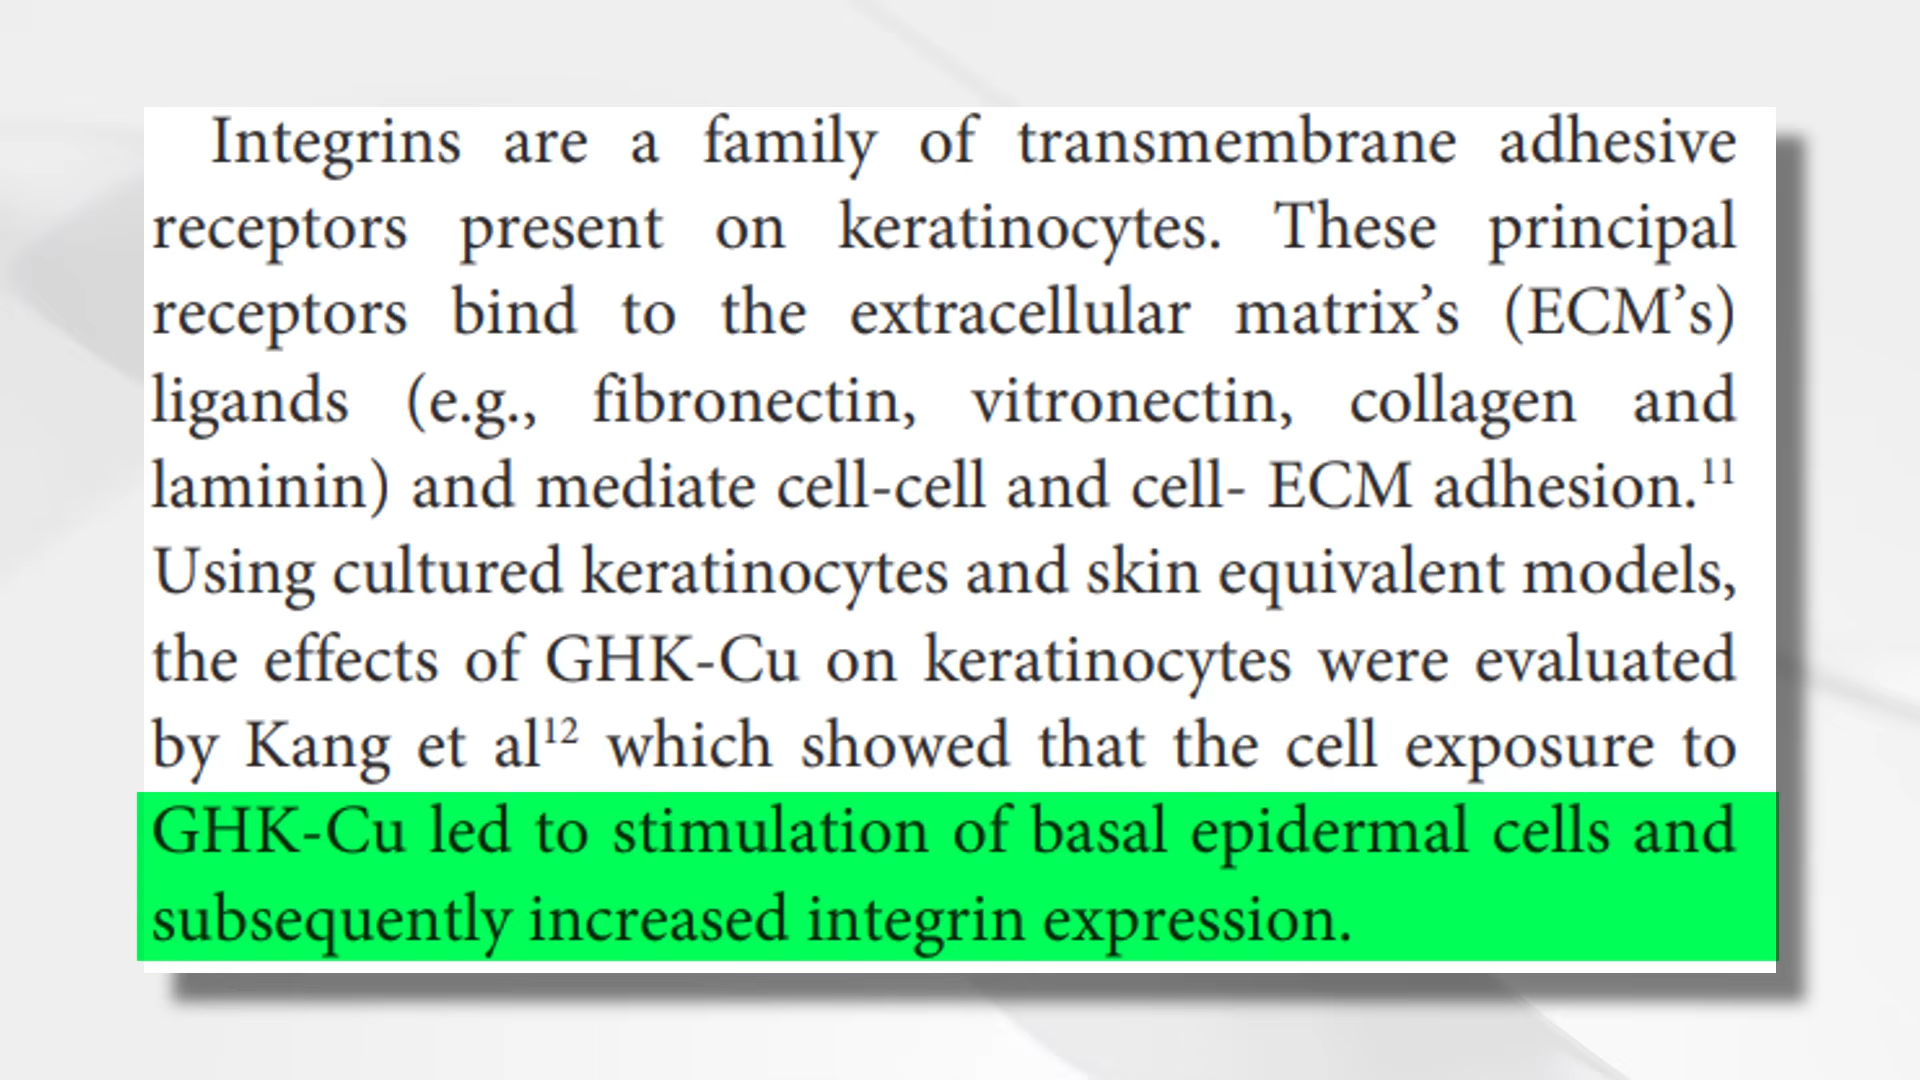 Integrins are a family of transmembrane adhesive
receptors present on keratinocytes. These principal
receptors bind to the extracellular matrix’s (ECM’s)
ligands (e.g., fibronectin, vitronectin, collagen and
laminin) and mediate cell-cell and cell- ECM adhesion.¹¹
Using cultured keratinocytes and skin equivalent models,
the effects of GHK-Cu on keratinocytes were evaluated
by Kang et al¹² which showed that the cell exposure to
GHK-Cu led to stimulation of basal epidermal cells and
subsequently increased integrin expression.